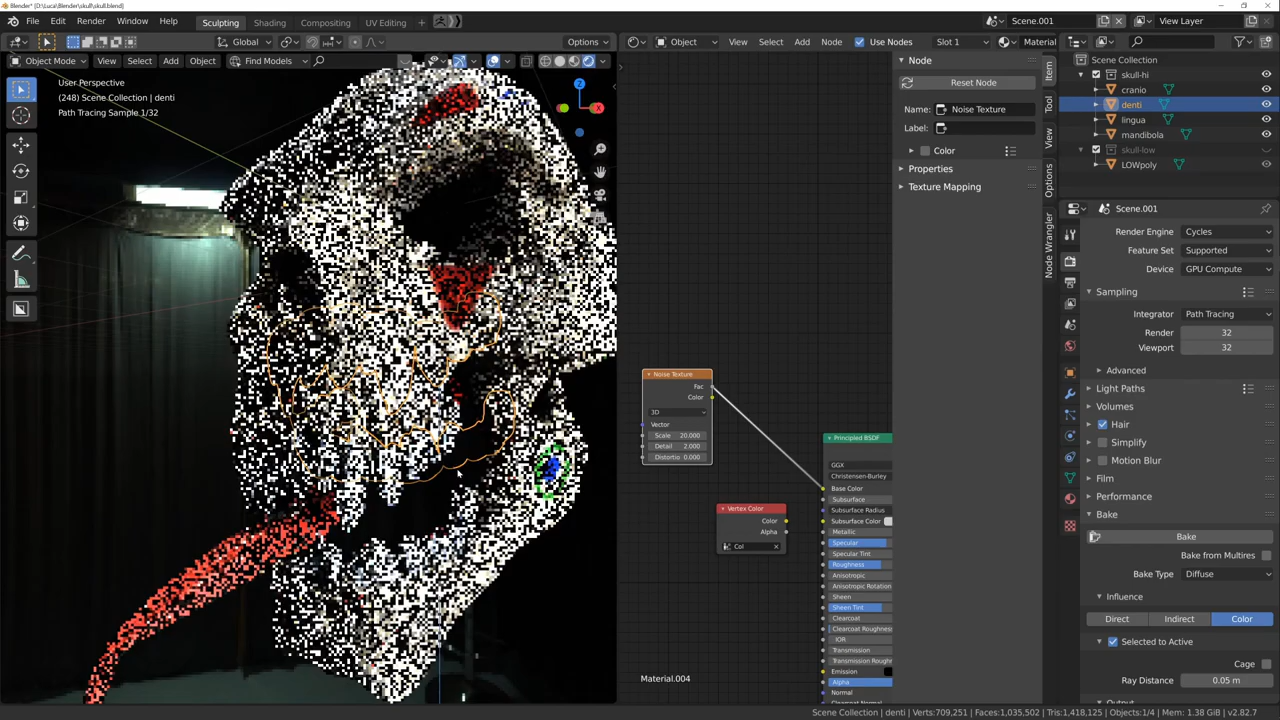 Blender* [D:\Luca\Blender\skull\skull.blend]
File Edit Render Window Help Sculpting Shading Compositing UV Editing + Scene.001 View Layer
Global Options Object View Select Add Node Use Nodes Slot 1 Material
Object Mode View Select Add Object Find Models
User Perspective
(248) Scene Collection | denti
Path Tracing Sample 1/32
Z
X
Noise Texture
Fac
Color
3D
Vector
Scale 20.000
Detail 2.000
Distortio 0.000
Vertex Color
Color
Alpha
Col
Principled BSDF
GGX
Christensen-Burley
Base Color
Subsurface
Subsurface Radius
Subsurface Color
Metallic
Specular
Specular Tint
Roughness
Anisotropic
Anisotropic Rotation
Sheen
Sheen Tint
Clearcoat
Clearcoat Roughness
IOR
Transmission
Transmission Rough
Emission
Alpha
Normal
Material.004
Node
Reset Node
Name: Noise Texture
Label:
Color
Properties
Texture Mapping
Item
Tool
View
Options
Node Wrangler
Scene Collection
skull-hi
cranio
denti
lingua
mandibola
skull-low
LOWpoly
Scene.001
Render Engine Cycles
Feature Set Supported
Device GPU Compute
Sampling
Integrator Path Tracing
Render 32
Viewport 32
Advanced
Light Paths
Volumes
Hair
Simplify
Motion Blur
Film
Performance
Bake
Bake
Bake from Multires
Bake Type Diffuse
Influence
Direct Indirect Color
Selected to Active
Cage
Ray Distance 0.05 m
Output
Scene Collection | denti | Verts:709,251 | Faces:1,035,502 | Tris:1,418,125 | Objects:1/4 | Mem: 1.38 GiB | v2.82.7